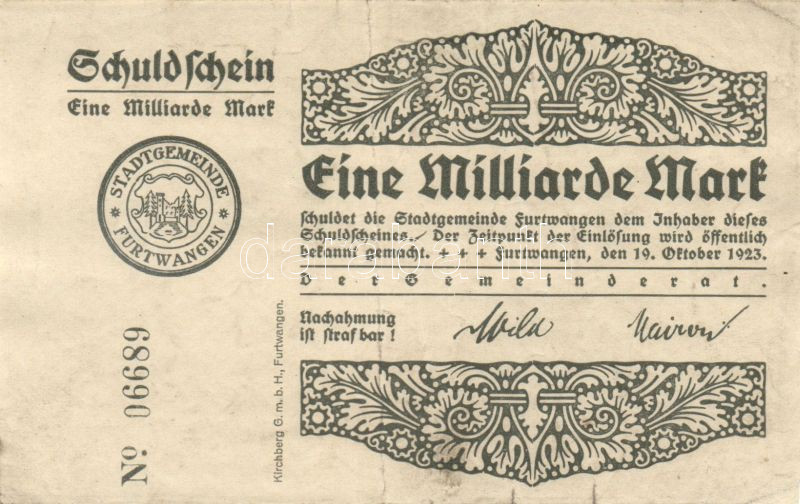 Schuldschein
Eine Milliarde Mark
STADTGEMEINDE
FURTWANGEN
No 06689
Kirchberg G. m. b. H., Furtwangen.
Eine Milliarde Mark
schuldet die Stadtgemeinde Furtwangen dem Inhaber dieses
Schuldscheines. Der Zeitpunkt der Einlösung wird öffentlich
bekannt gemacht. + + + Furtwangen, den 19. Oktober 1923.
Der Gemeinderat.
Nachahmung
ist strafbar!
Wild
darabanth